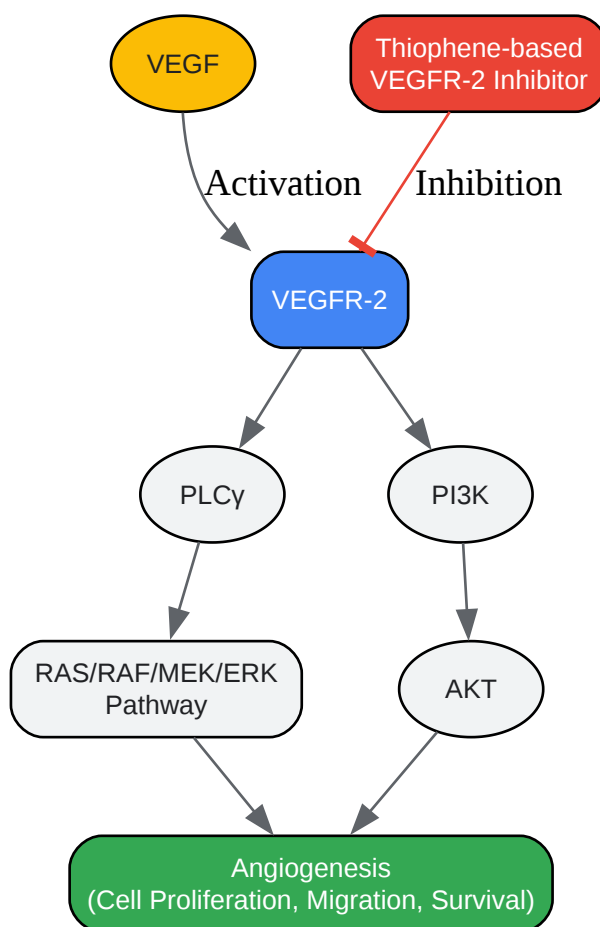 VEGF
Thiophene-based
VEGFR-2 Inhibitor
Activation
Inhibition
VEGFR-2
PLCγ
PI3K
RAS/RAF/MEK/ERK
Pathway
AKT
Angiogenesis
(Cell Proliferation, Migration, Survival)